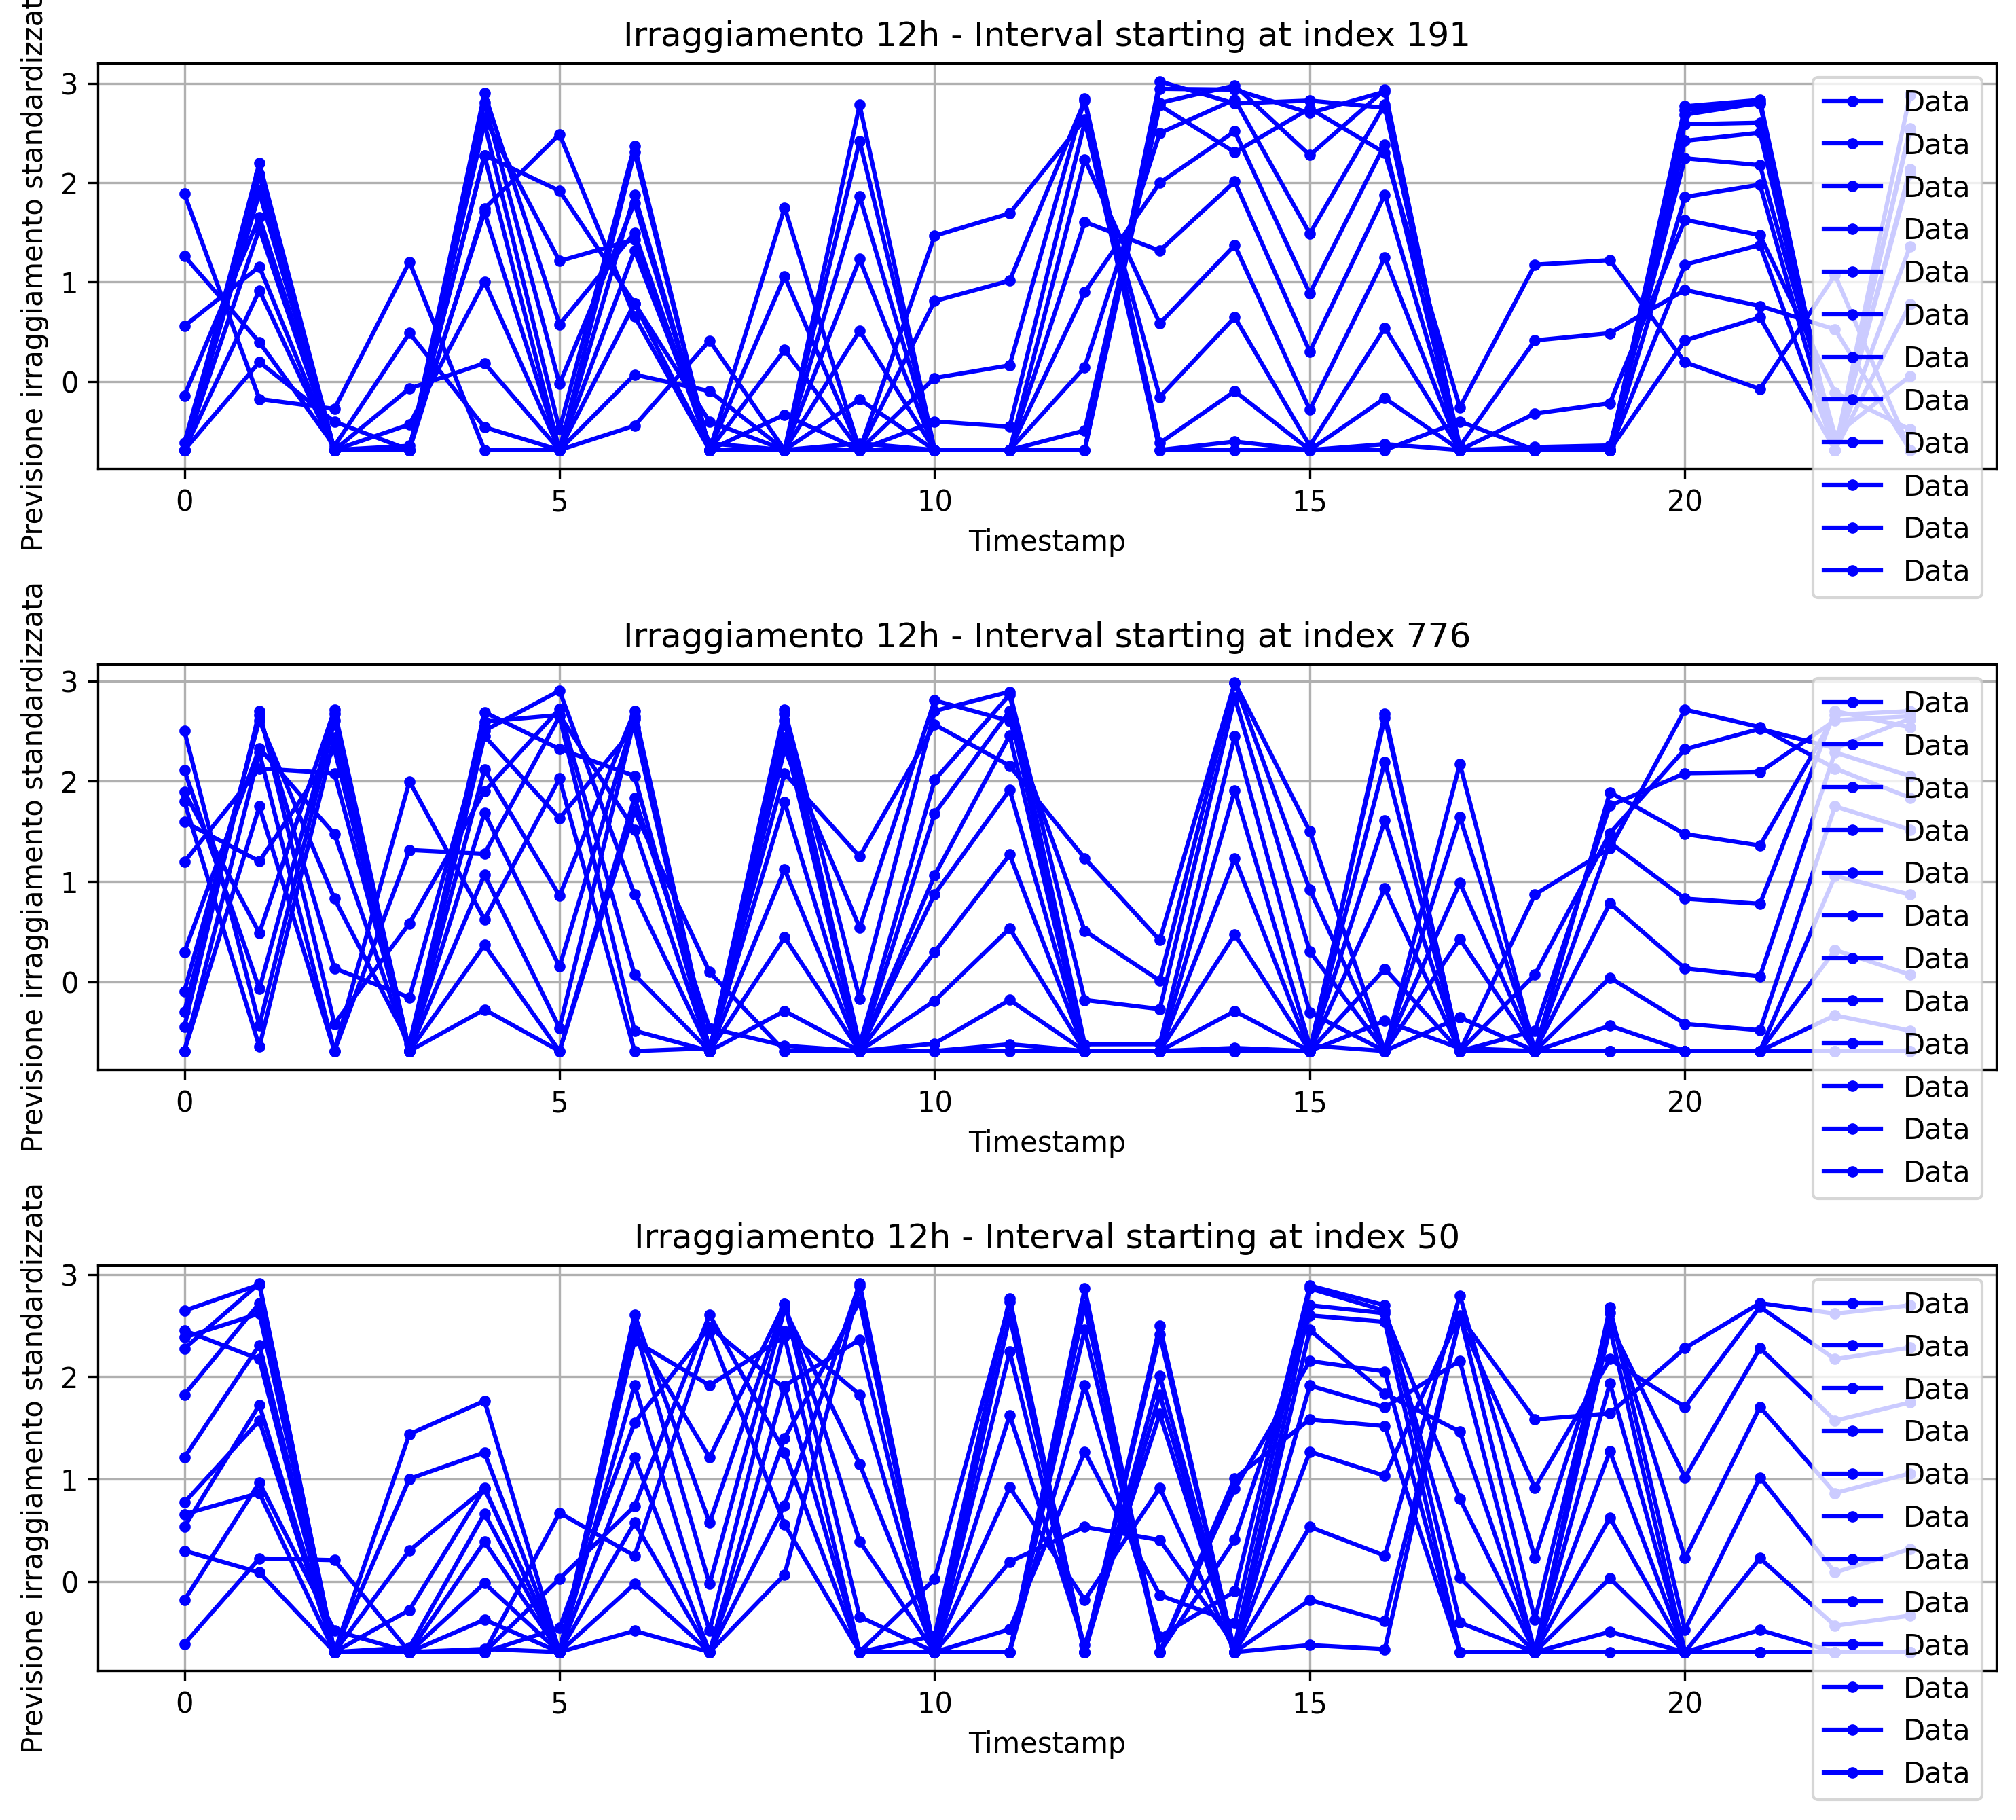 Irraggiamento 12h - Interval starting at index 191
Previsione irraggiamento standardizzata
3
2
1
0
Data
Data
Data
Data
Data
Data
Data
Data
Data
Data
Data
Data
0
5
10
15
20
Timestamp
Irraggiamento 12h - Interval starting at index 776
Previsione irraggiamento standardizzata
3
2
1
0
Data
Data
Data
Data
Data
Data
Data
Data
Data
Data
Data
Data
0
5
10
15
20
Timestamp
Irraggiamento 12h - Interval starting at index 50
Previsione irraggiamento standardizzata
3
2
1
0
Data
Data
Data
Data
Data
Data
Data
Data
Data
Data
Data
Data
0
5
10
15
20
Timestamp